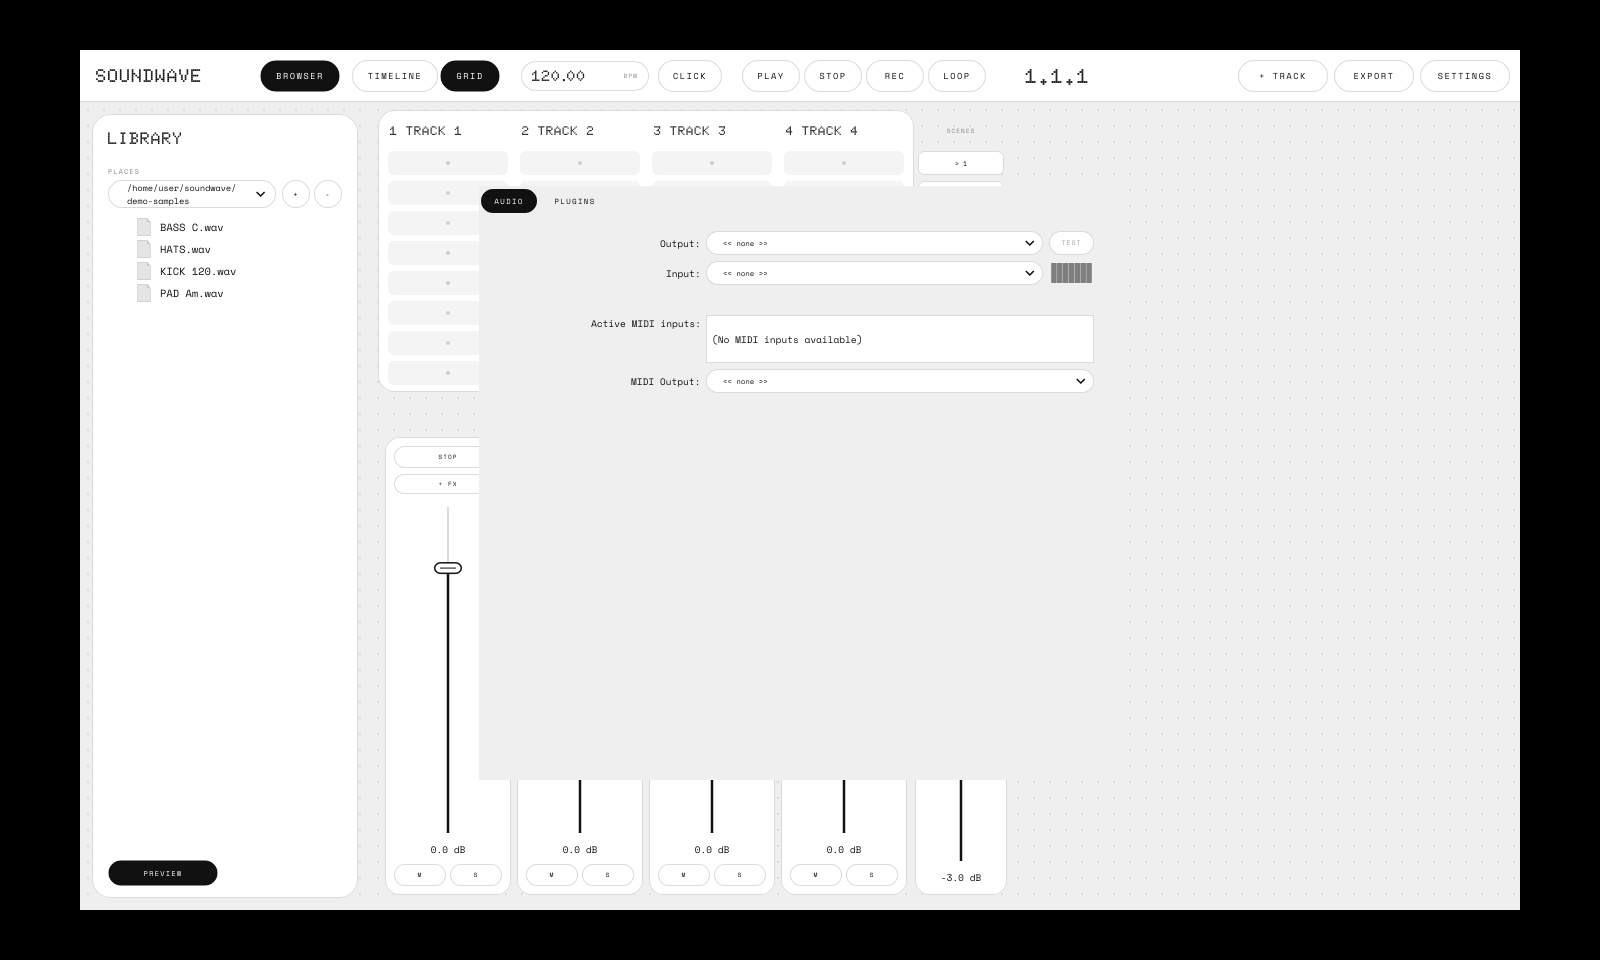 SOUNDWAVE BROWSER TIMELINE GRID 120.00 BPM CLICK PLAY STOP REC LOOP 1.1.1 + TRACK EXPORT SETTINGS
LIBRARY
PLACES
/home/user/soundwave/
demo-samples
+ -
BASS C.wav
HATS.wav
KICK 120.wav
PAD Am.wav
PREVIEW
1 TRACK 1 2 TRACK 2 3 TRACK 3 4 TRACK 4 SCENES
> 1
AUDIO PLUGINS
Output: << none >> TEST
Input: << none >>
Active MIDI inputs:
(No MIDI inputs available)
MIDI Output: << none >>
STOP
+ FX
0.0 dB 0.0 dB 0.0 dB 0.0 dB
M S M S M S M S
-3.0 dB